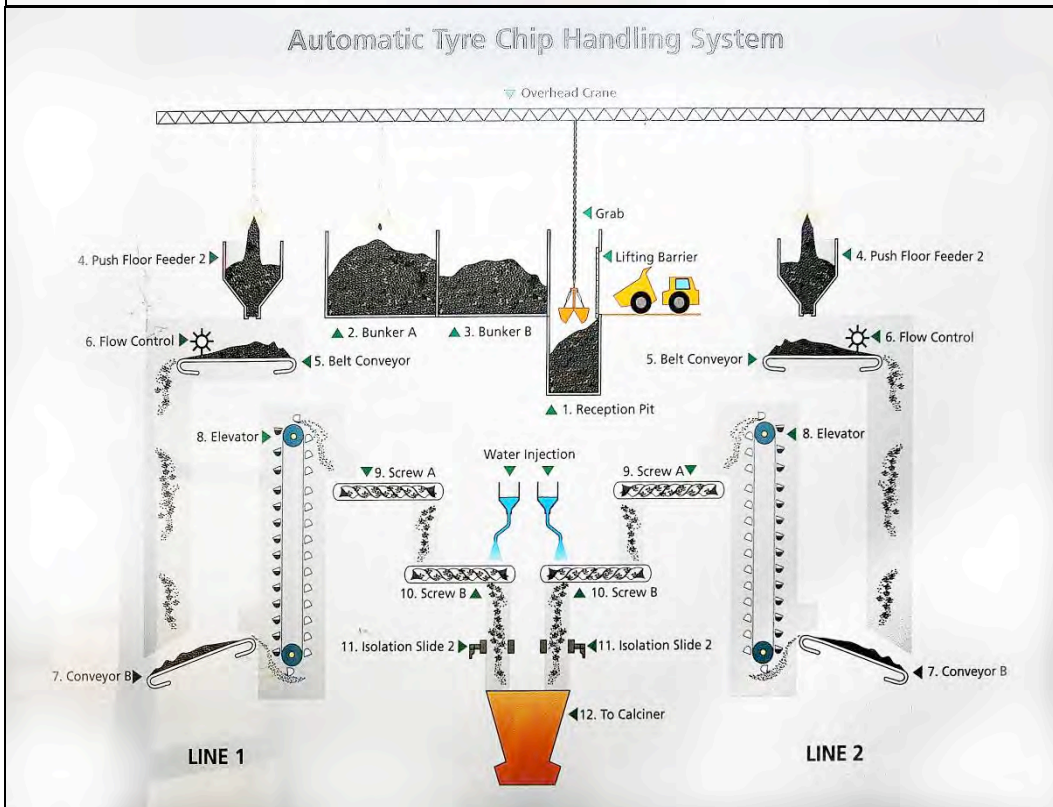 Automatic Tyre Chip Handling System
Overhead Crane
Grab
Lifting Barrier
4. Push Floor Feeder 2
4. Push Floor Feeder 2
2. Bunker A
3. Bunker B
6. Flow Control
6. Flow Control
5. Belt Conveyor
5. Belt Conveyor
1. Reception Pit
8. Elevator
8. Elevator
Water Injection
9. Screw A
9. Screw A
10. Screw B
10. Screw B
11. Isolation Slide 2
11. Isolation Slide 2
7. Conveyor B
7. Conveyor B
12. To Calciner
LINE 1
LINE 2